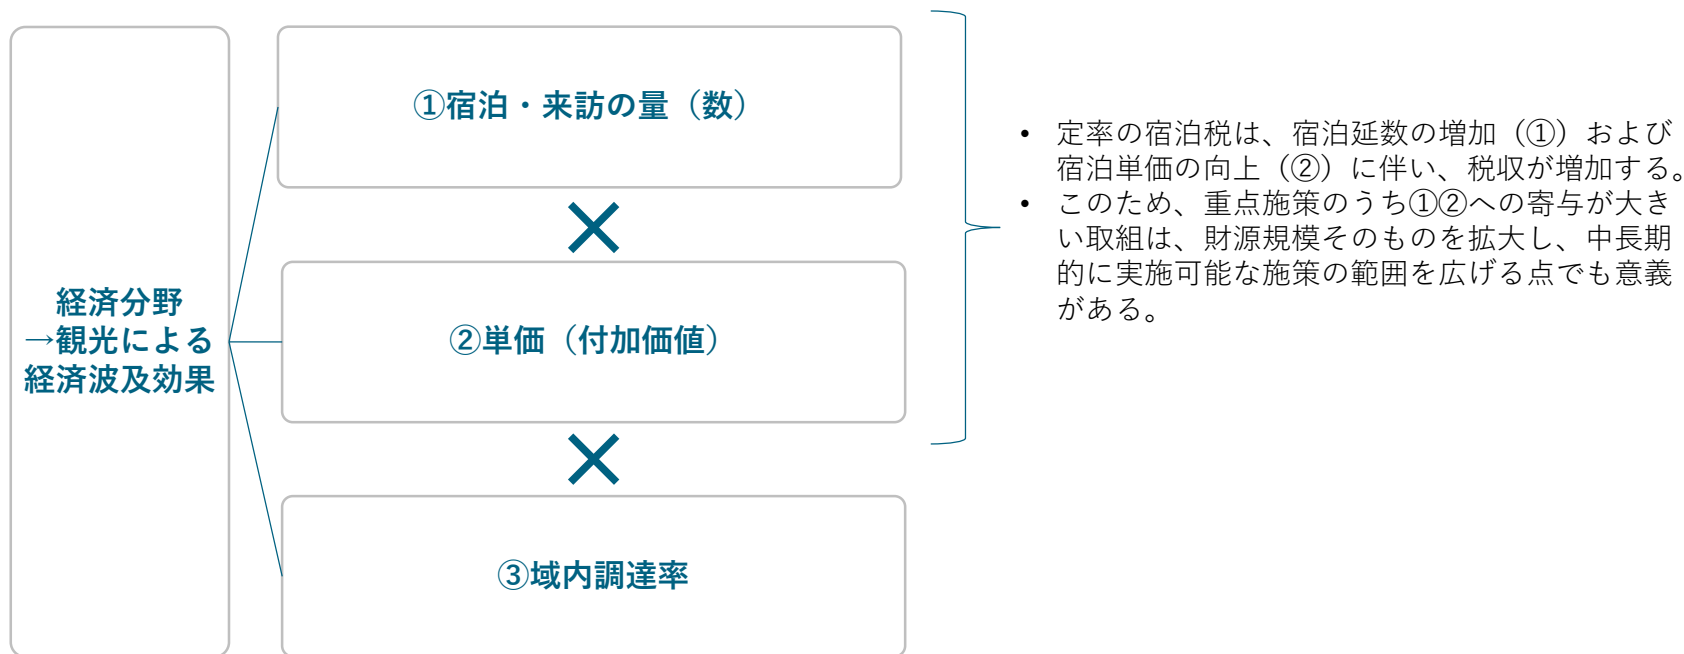 経済分野
→観光による
経済波及効果
①宿泊・来訪の量（数）
×
②単価（付加価値）
×
③域内調達率
• 定率の宿泊税は、宿泊延数の増加（①）および
宿泊単価の向上（②）に伴い、税収が増加する。
• このため、重点施策のうち①②への寄与が大き
い取組は、財源規模そのものを拡大し、中長期
的に実施可能な施策の範囲を広げる点でも意義
がある。